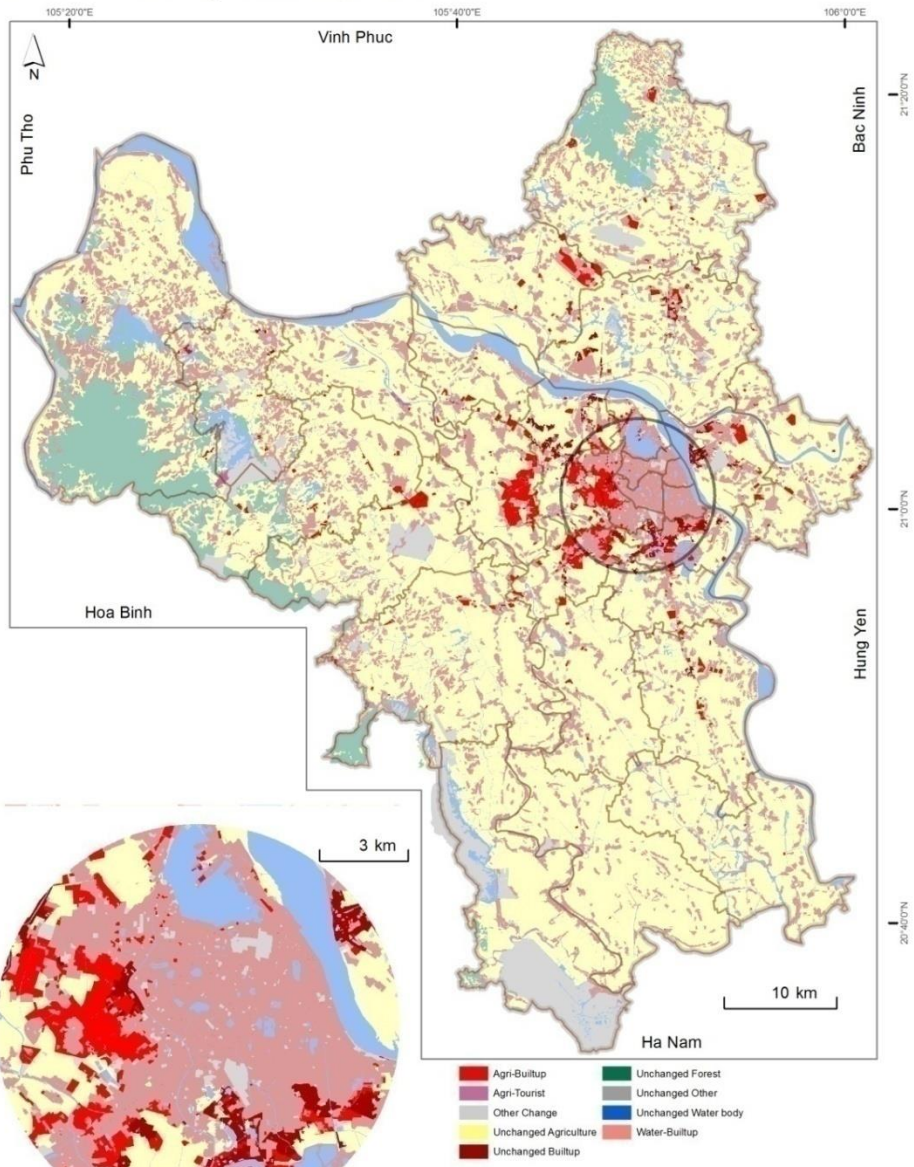 105°20'0"E 105°40'0"E 106°0'0"E
Vinh Phuc
N
21°20'0"N
Phu Tho
Bac Ninh
21°0'0"N
Hoa Binh
Hung Yen
3 km
20°40'0"N
10 km
Ha Nam
Agri-Builtup
Agri-Tourist
Other Change
Unchanged Agriculture
Unchanged Builtup
Unchanged Forest
Unchanged Other
Unchanged Water body
Water-Builtup